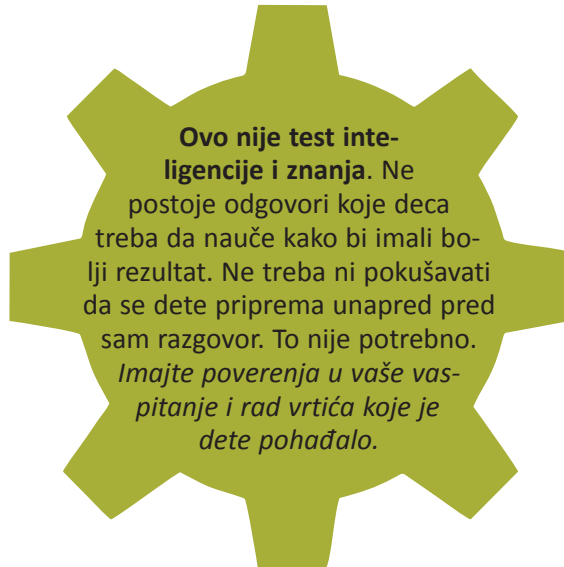 Ovo nije test inte-
ligencije i znanja. Ne
postoje odgovori koje deca
treba da nauče kako bi imali bo-
lji rezultat. Ne treba ni pokušavati
da se dete priprema unapred pred
sam razgovor. To nije potrebno.
Imajte poverenja u vaše vas-
pitanje i rad vrtića koje je
dete pohađalo.